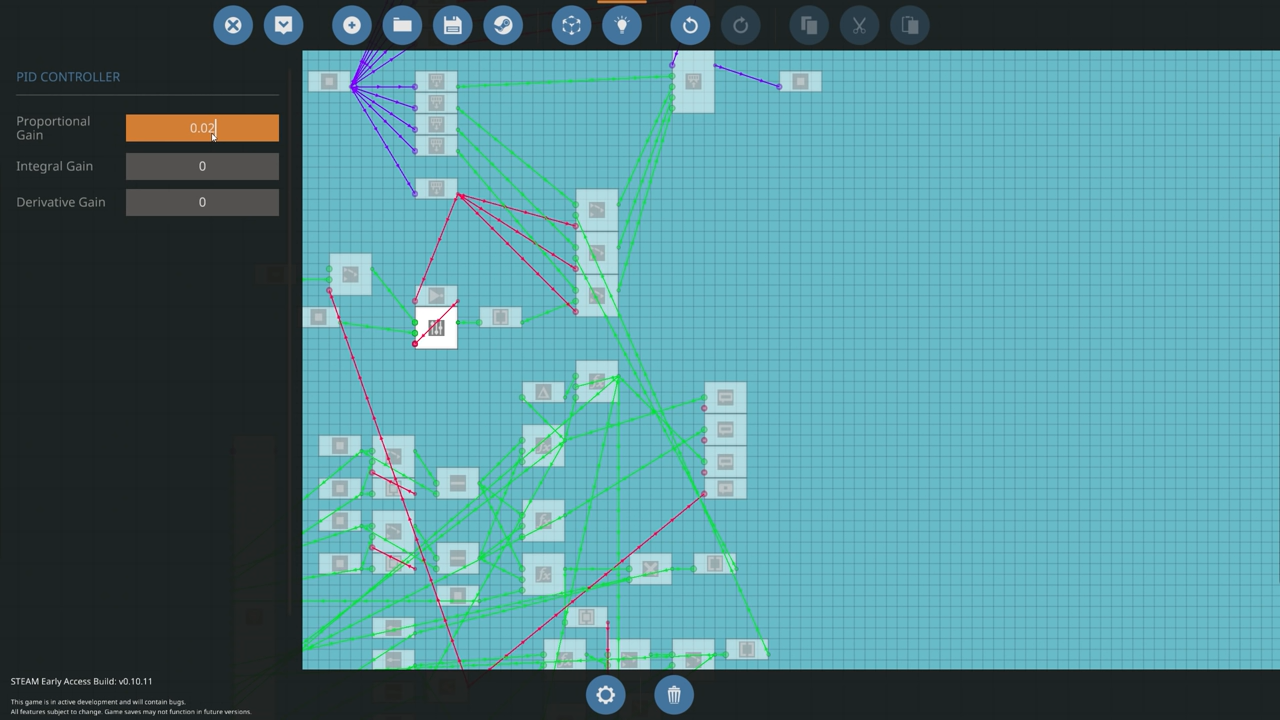 PID CONTROLLER
Proportional
Gain
0.02
Integral Gain
0
Derivative Gain
0
STEAM Early Access Build: v0.10.11
This game is in active development and will contain bugs.
All features subject to change. Game saves may not function in future versions.